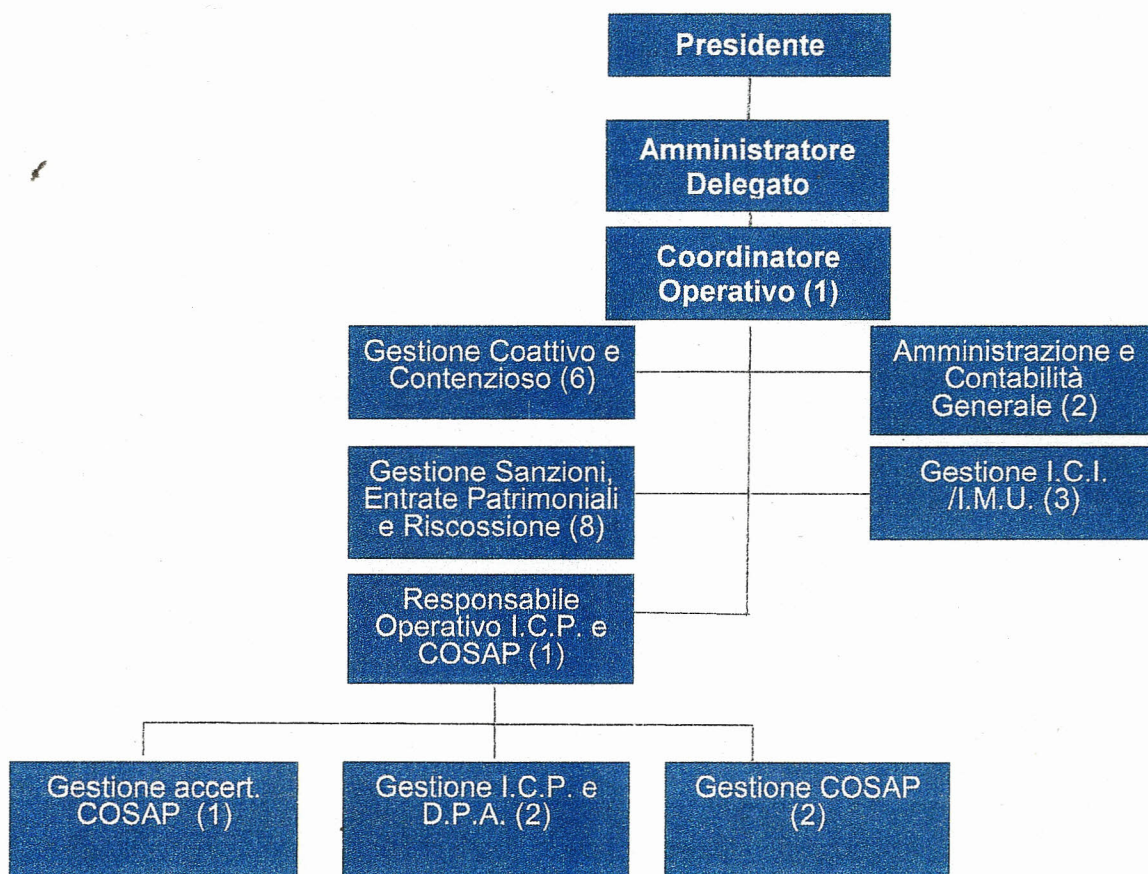 Presidente
Amministratore
Delegato
Coordinatore
Operativo (1)
Gestione Coattivo e
Contenzioso (6)
Amministrazione e
Contabilità
Generale (2)
Gestione Sanzioni,
Entrate Patrimoniali
e Riscossione (8)
Gestione I.C.I.
/I.M.U. (3)
Responsabile
Operativo I.C.P. e
COSAP (1)
Gestione accert.
COSAP (1)
Gestione I.C.P. e
D.P.A. (2)
Gestione COSAP
(2)